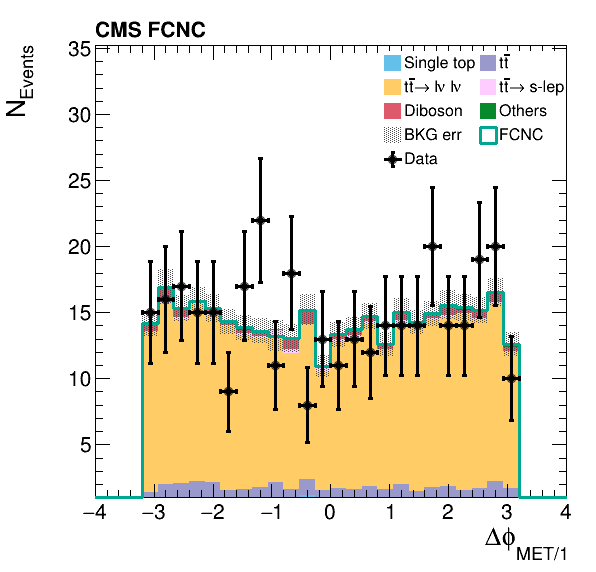 CMS FCNC
N_Events
35
30
25
20
15
10
5
Single top
tt̄
tt̄→ lν lν
tt̄→ s-lep
Diboson
Others
BKG err
FCNC
Data
−4 −3 −2 −1 0 1 2 3 4
Δϕ_MET/1